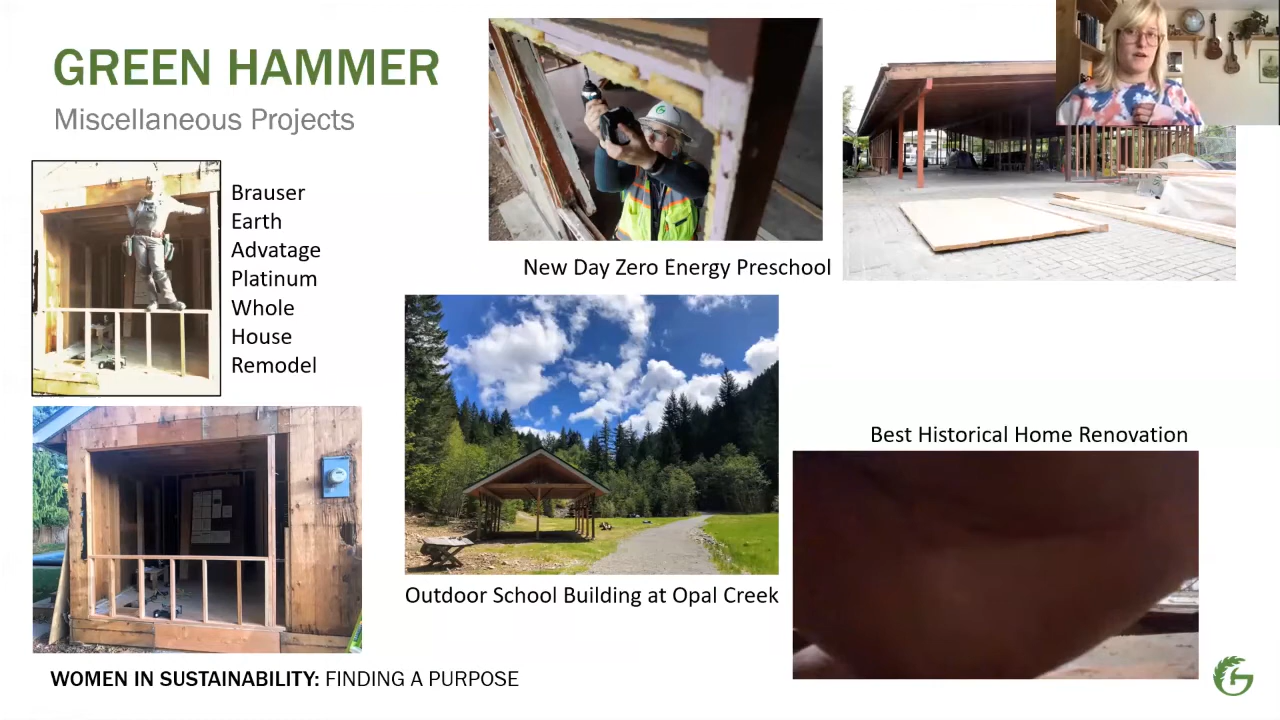 GREEN HAMMER
Miscellaneous Projects
Brauser
Earth
Advatage
Platinum
Whole
House
Remodel
New Day Zero Energy Preschool
Best Historical Home Renovation
Outdoor School Building at Opal Creek
WOMEN IN SUSTAINABILITY: FINDING A PURPOSE